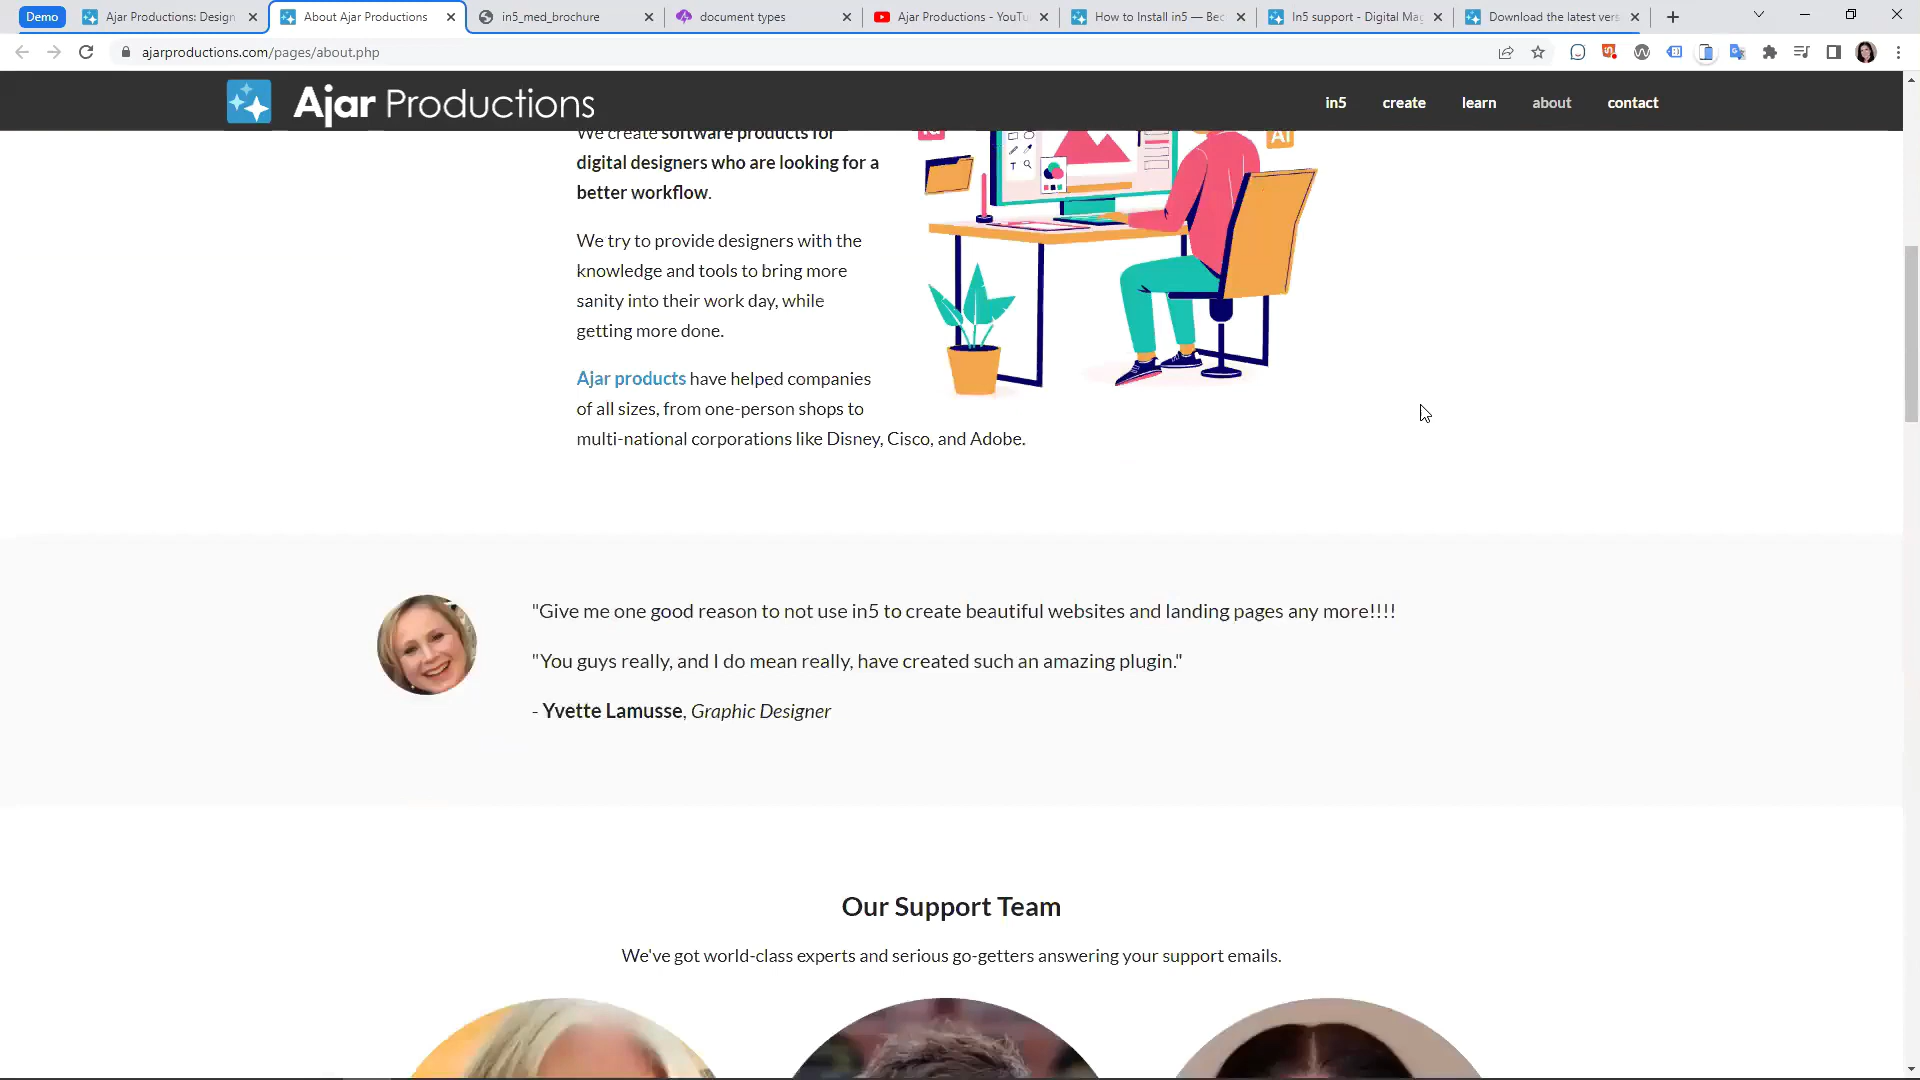 Demo
Ajar Productions: Design
About Ajar Productions
in5_med_brochure
document types
Ajar Productions - YouTu
How to Install in5 — Bec
In5 support - Digital Mag
Download the latest vers
ajarproductions.com/pages/about.php
Ajar Productions
in5
create
learn
about
contact
We create software products for
digital designers who are looking for a
better workflow.
We try to provide designers with the
knowledge and tools to bring more
sanity into their work day, while
getting more done.
Ajar products have helped companies
of all sizes, from one-person shops to
multi-national corporations like Disney, Cisco, and Adobe.
T
Ai
"Give me one good reason to not use in5 to create beautiful websites and landing pages any more!!!!
"You guys really, and I do mean really, have created such an amazing plugin."
- Yvette Lamusse, Graphic Designer
Our Support Team
We've got world-class experts and serious go-getters answering your support emails.